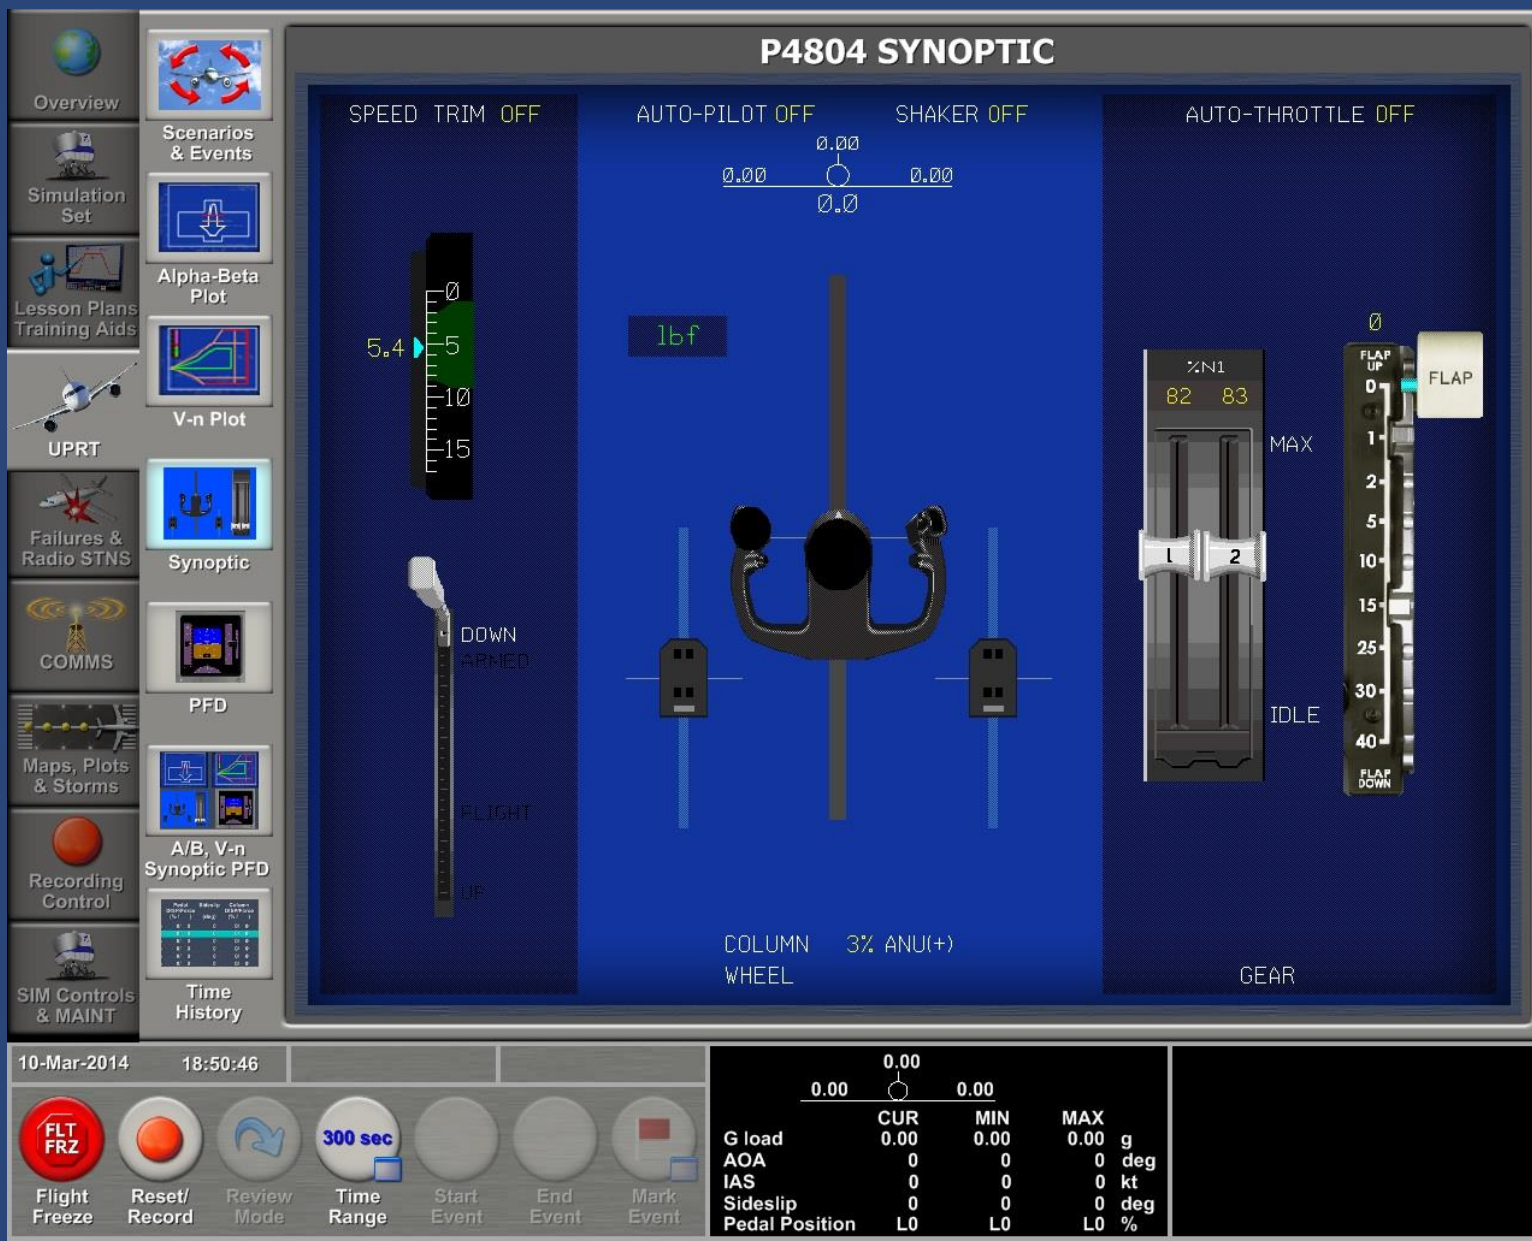 P4804 SYNOPTIC
Overview
Simulation
Set
Lesson Plans
Training Aids
UPRT
Failures &
Radio STNS
COMMS
Maps, Plots
& Storms
Recording
Control
SIM Controls
& MAINT
Scenarios
& Events
Alpha-Beta
Plot
V-n Plot
Synoptic
PFD
A/B, V-n
Synoptic PFD
Time
History
SPEED TRIM OFF
AUTO-PILOT OFF
SHAKER OFF
AUTO-THROTTLE OFF
0.00
0.00 0.00
0.0
0
5
10
15
5.4
lbf
DOWN
ARMED
FLIGHT
UP
%N1
82 83
MAX
1 2
IDLE
0
FLAP
UP
0
1
2
5
10
15
25
30
40
FLAP
DOWN
FLAP
COLUMN 3% ANU(+)
WHEEL
GEAR
10-Mar-2014 18:50:46
FLT
FRZ
Flight
Freeze
Reset/
Record
Review
Mode
300 sec
Time
Range
Start
Event
End
Event
Mark
Event
0.00
0.00 0.00
CUR MIN MAX
G load 0.00 0.00 0.00 g
AOA 0 0 0 deg
IAS 0 0 0 kt
Sideslip 0 0 0 deg
Pedal Position L0 L0 L0 %